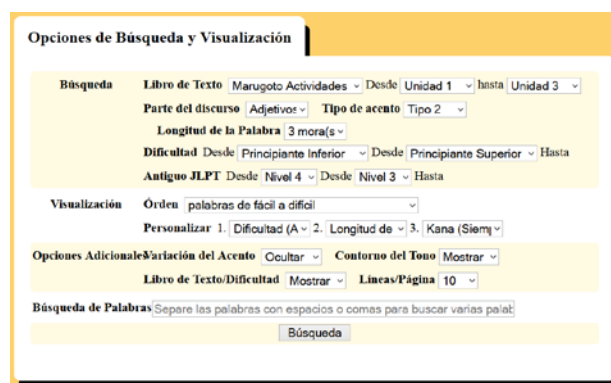 Opciones de Búsqueda y Visualización
Búsqueda Libro de Texto Marugoto Actividades Desde Unidad 1 hasta Unidad 3
Parte del discurso Adjetivos Tipo de acento Tipo 2
Longitud de la Palabra 3 mora(s
Dificultad Desde Principiante Inferior Desde Principiante Superior Hasta
Antiguo JLPT Desde Nivel 4 Desde Nivel 3 Hasta
Visualización Órden palabras de fácil a difícil
Personalizar 1. Dificultad (A 2. Longitud de 3. Kana (Siemp
Opciones Adicionales Variación del Acento Ocultar Contorno del Tono Mostrar
Libro de Texto/Dificultad Mostrar Líneas/Página 10
Búsqueda de Palabras Separe las palabras con espacios o comas para buscar varias palab
Búsqueda